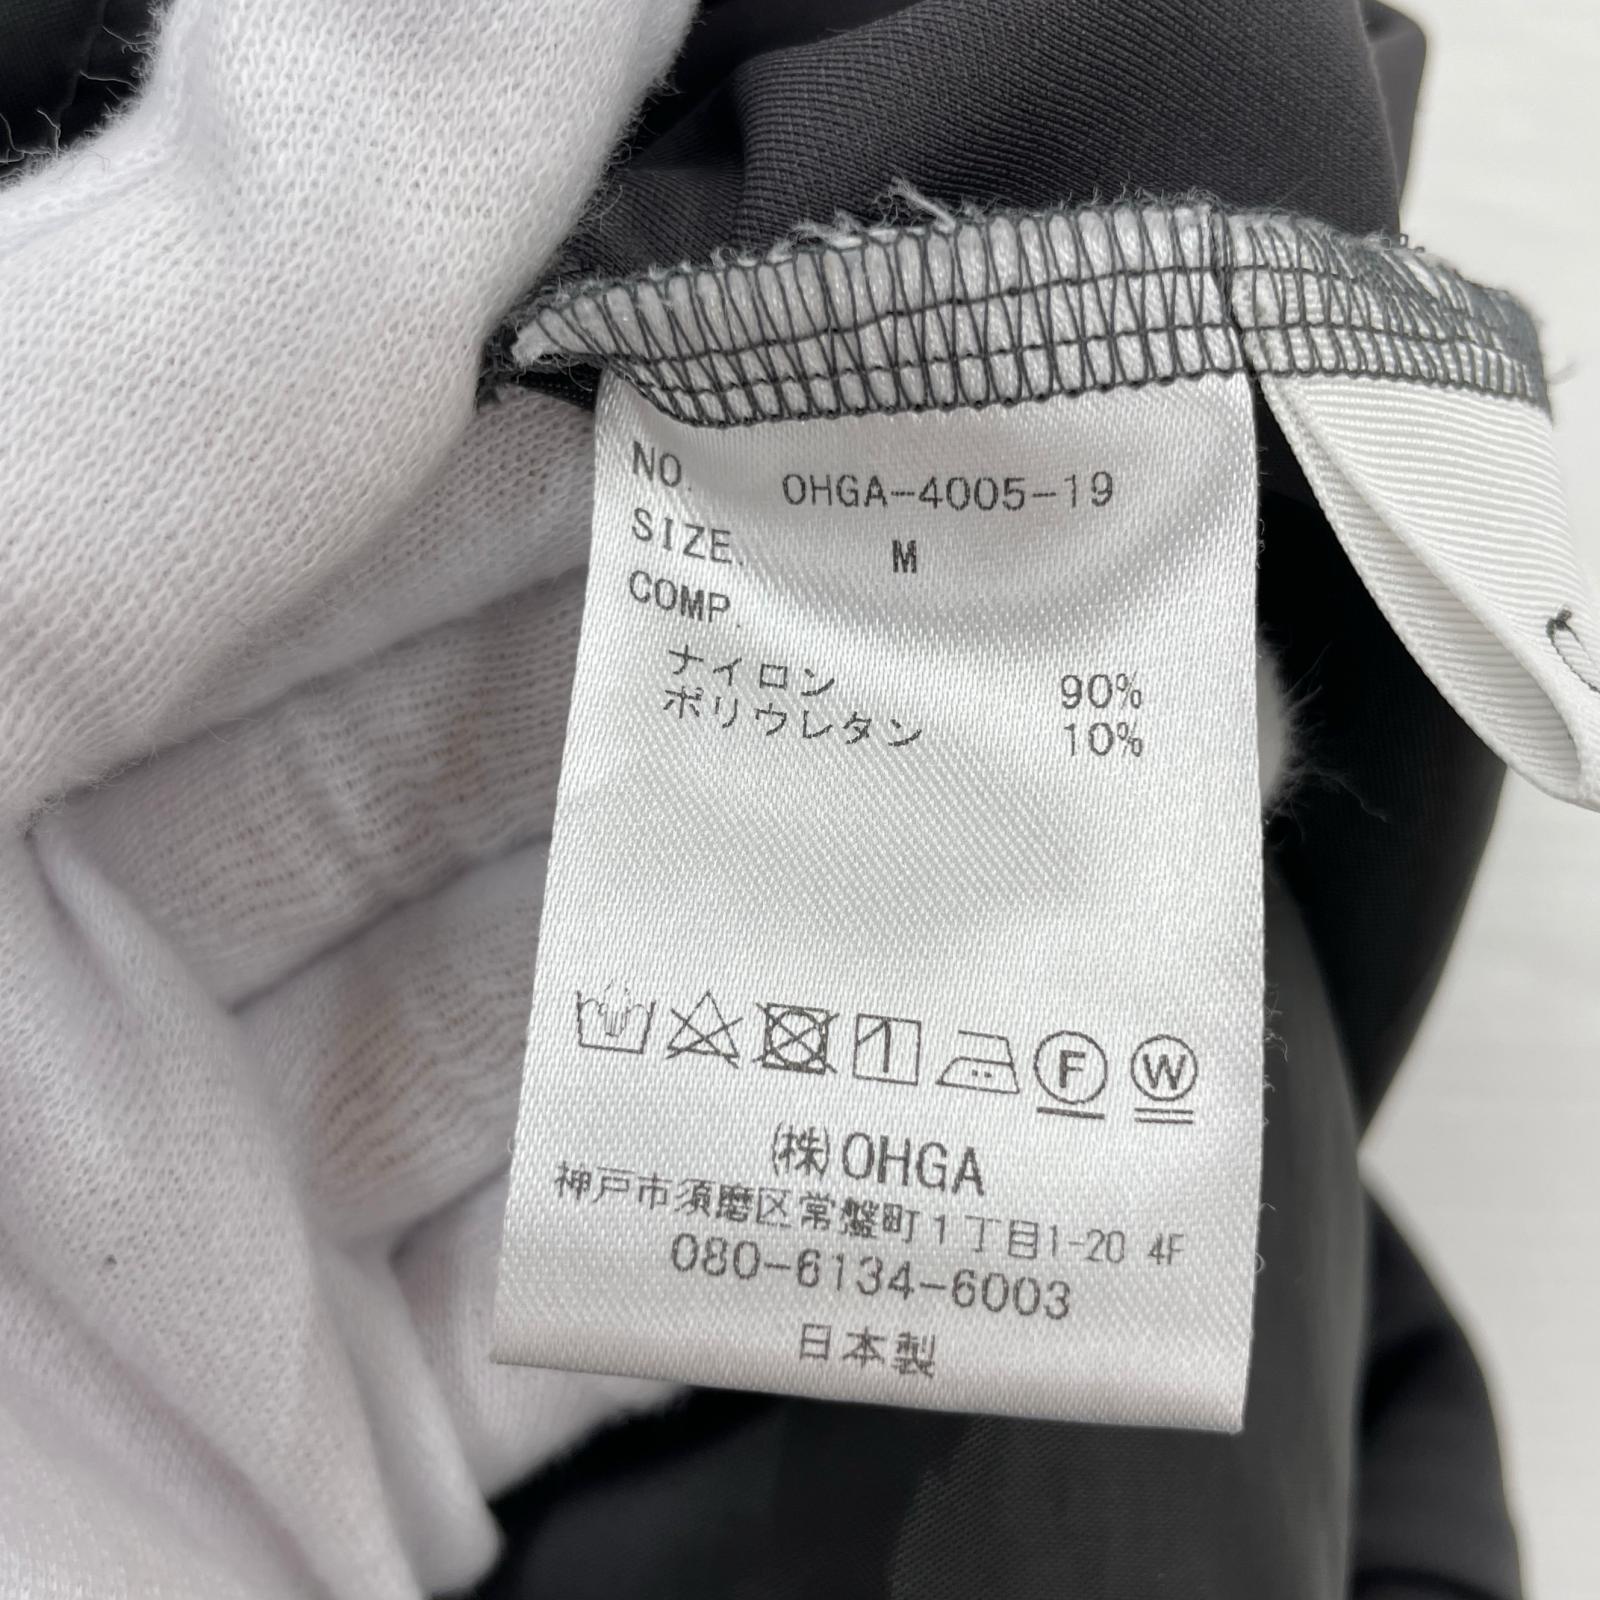 NO. OHGA-4005-19
SIZE. M
COMP.
ナイロン 90%
ポリウレタン 10%
F W
㈱OHGA
神戸市須磨区常盤町1丁目1-20 4F
080-6134-6003
日本製